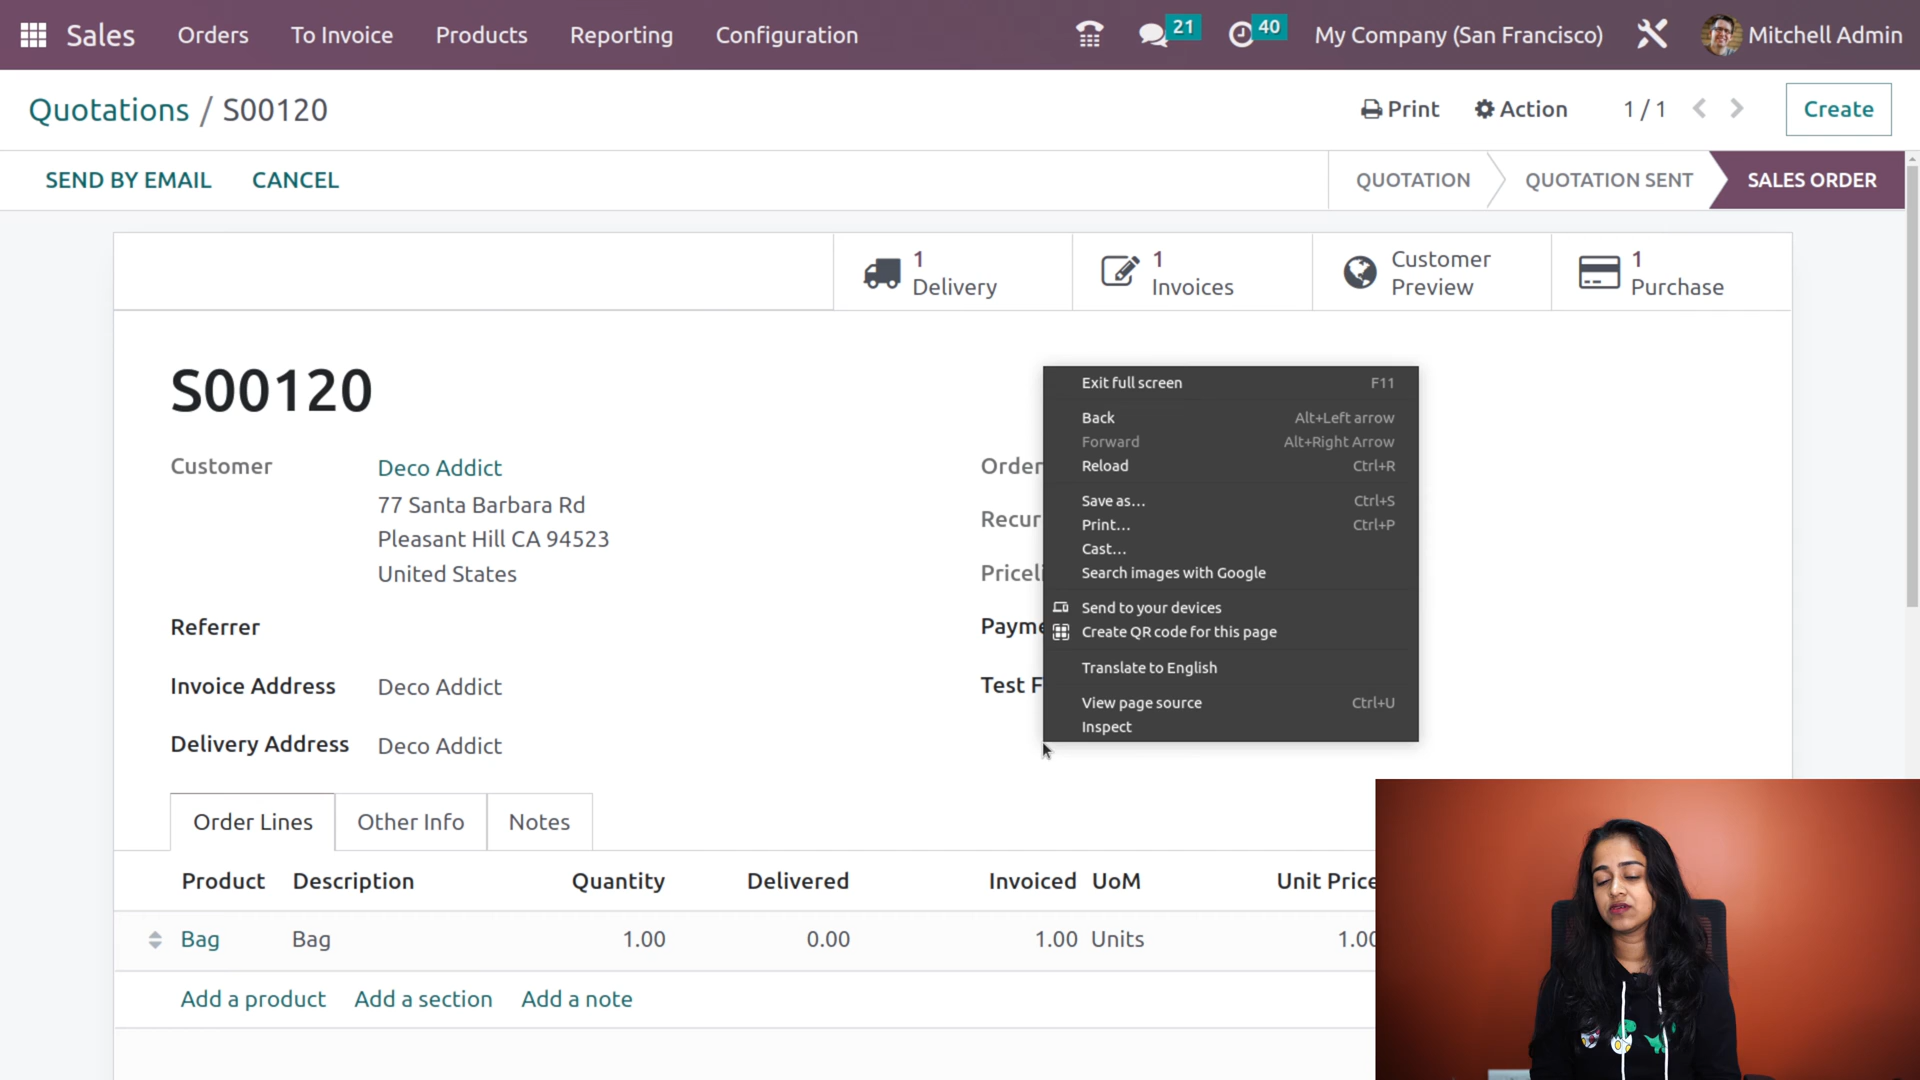 Sales Orders To Invoice Products Reporting Configuration 21 40 My Company (San Francisco) Mitchell Admin
Quotations / S00120 Print Action 1 / 1 Create
SEND BY EMAIL CANCEL QUOTATION QUOTATION SENT SALES ORDER
1
Delivery
1
Invoices
Customer
Preview
1
Purchase
S00120
Customer Deco Addict
77 Santa Barbara Rd
Pleasant Hill CA 94523
United States
Referrer
Invoice Address Deco Addict
Delivery Address Deco Addict
Order
Recur
Priceli
Payme
Test F
Exit full screen F11
Back Alt+Left arrow
Forward Alt+Right Arrow
Reload Ctrl+R
Save as... Ctrl+S
Print... Ctrl+P
Cast...
Search images with Google
Send to your devices
Create QR code for this page
Translate to English
View page source Ctrl+U
Inspect
Order Lines Other Info Notes
Product Description Quantity Delivered Invoiced UoM Unit Price
Bag Bag 1.00 0.00 1.00 Units 1.00
Add a product Add a section Add a note